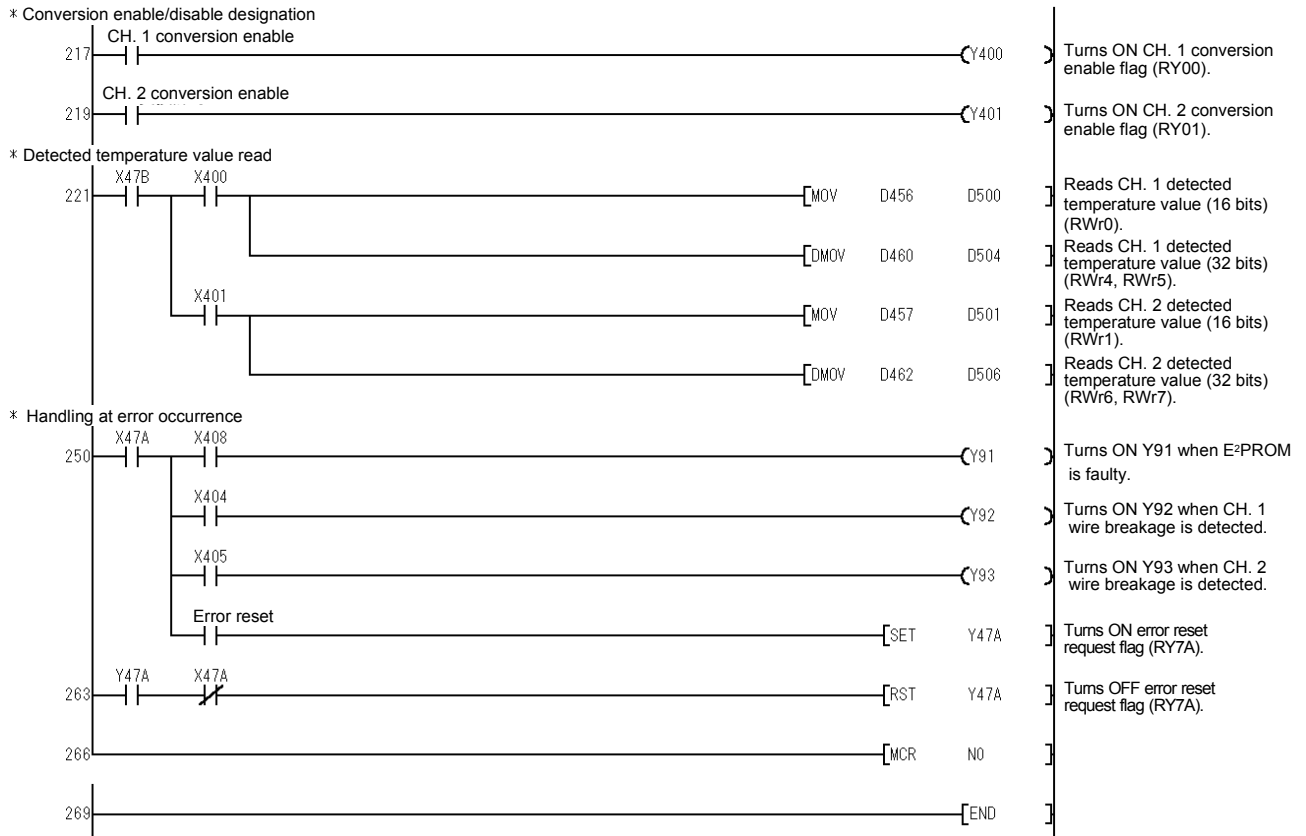 * Conversion enable/disable designation
CH. 1 conversion enable
217 Y400 Turns ON CH. 1 conversion
enable flag (RY00).
CH. 2 conversion enable
219 Y401 Turns ON CH. 2 conversion
enable flag (RY01).
* Detected temperature value read
X47B X400
221 MOV D456 D500 Reads CH. 1 detected
temperature value (16 bits)
(RWr0).
DMOV D460 D504 Reads CH. 1 detected
temperature value (32 bits)
(RWr4, RWr5).
X401
MOV D457 D501 Reads CH. 2 detected
temperature value (16 bits)
(RWr1).
DMOV D462 D506 Reads CH. 2 detected
temperature value (32 bits)
(RWr6, RWr7).
* Handling at error occurrence
X47A X408
250 Y91 Turns ON Y91 when E²PROM
is faulty.
X404
Y92 Turns ON Y92 when CH. 1
wire breakage is detected.
X405
Y93 Turns ON Y93 when CH. 2
wire breakage is detected.
Error reset
SET Y47A Turns ON error reset
request flag (RY7A).
Y47A X47A
263 RST Y47A Turns OFF error reset
request flag (RY7A).
266 MCR N0
269 END